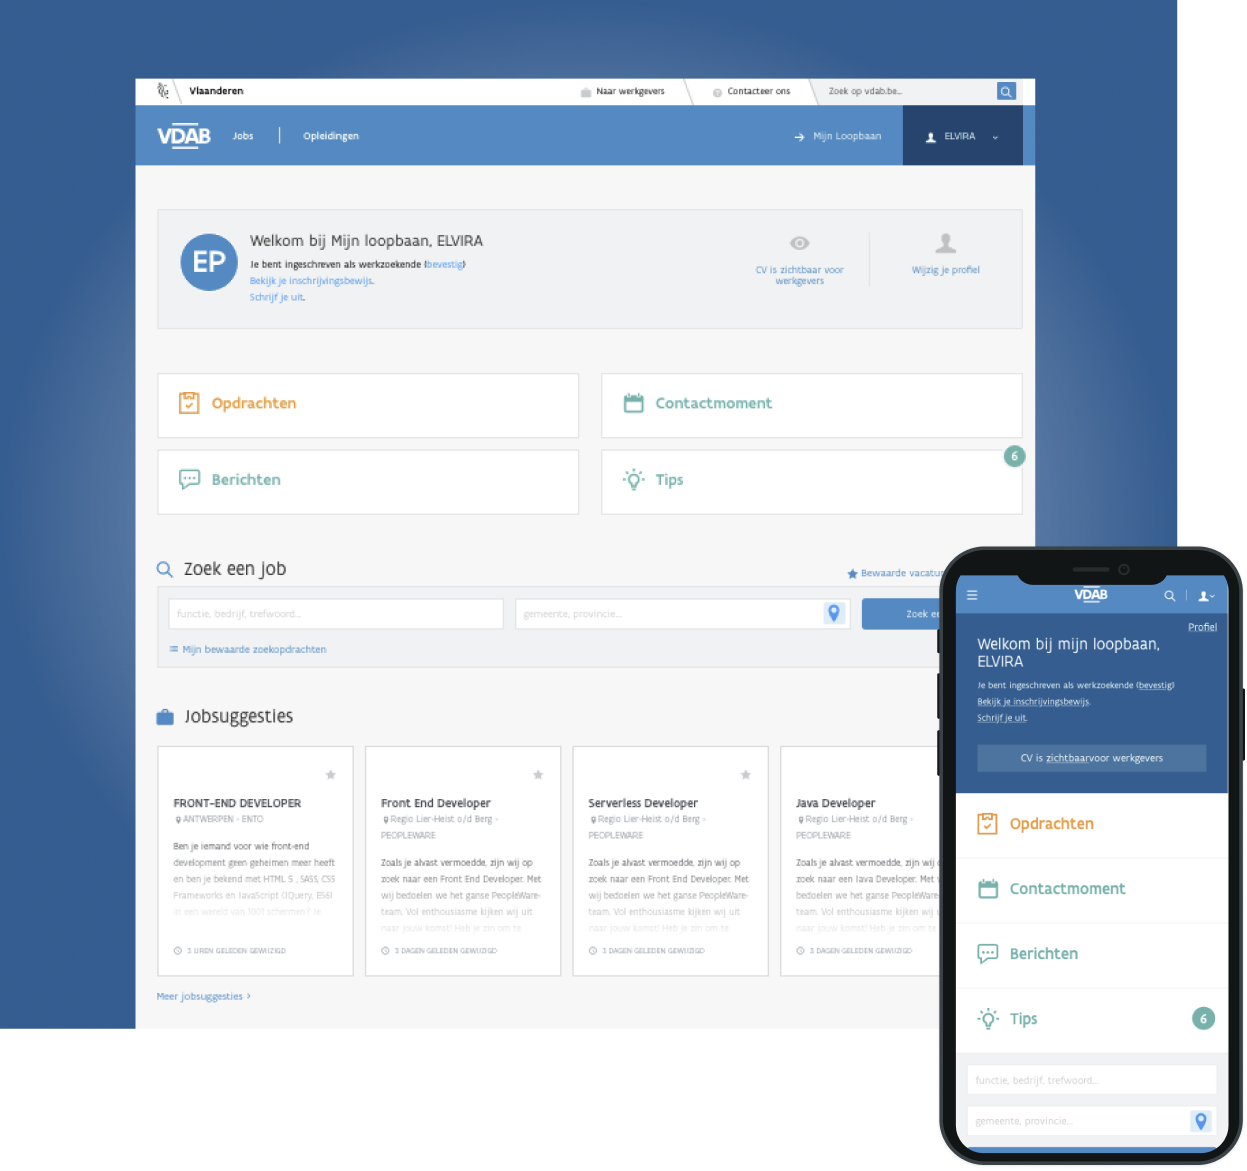 Vlaanderen
Naar werkgevers
Contacteer ons
Zoek op vdab.be...
VDAB
Jobs
Opleidingen
Mijn Loopbaan
ELVIRA
EP
Welkom bij Mijn loopbaan, ELVIRA
Je bent ingeschreven als werkzoekende (bevestig)
Bekijk je inschrijvingsbewijs.
Schrijf je uit.
CV is zichtbaar voor
werkgevers
Wijzig je profiel
Opdrachten
Contactmoment
Berichten
Tips
6
Zoek een job
Bewaarde vacatu
functie, bedrijf, trefwoord...
gemeente, provincie...
Zoek ee
Mijn bewaarde zoekopdrachten
Jobsuggesties
FRONT-END DEVELOPER
ANTWERPEN - ENTO
Ben je iemand voor wie front-end
development geen geheimen meer heeft
en ben je bekend met HTML 5 , SASS, CSS
Frameworks en JavaScript (JQuery, ES6)
in een wereld van 1001 schermen? Je
3 UREN GELEDEN GEWIJZIGD
Front End Developer
Regio Lier-Heist o/d Berg -
PEOPLEWARE
Zoals je alvast vermoedde, zijn wij op
zoek naar een Front End Developer. Met
wij bedoelen we het ganse PeopleWare-
team. Vol enthousiasme kijken wij uit
naar jouw komst! Heb je zin om te
3 DAGEN GELEDEN GEWIJZIGD
Serverless Developer
Regio Lier-Heist o/d Berg -
PEOPLEWARE
Zoals je alvast vermoedde, zijn wij op
zoek naar een Front End Developer. Met
wij bedoelen we het ganse PeopleWare-
team. Vol enthousiasme kijken wij uit
naar jouw komst! Heb je zin om te
3 DAGEN GELEDEN GEWIJZIGD
Java Developer
Regio Lier-Heist o/d Berg -
PEOPLEWARE
Zoals je alvast vermoedde, zijn wij
zoek naar een Java Developer. Met
bedoelen we het ganse PeopleWare-
team. Vol enthousiasme kijken wij u
naar jouw komst! Heb je zin om te
3 DAGEN GELEDEN GEWIJZIGD
Meer jobsuggesties
VDAB
Profiel
Welkom bij mijn loopbaan,
ELVIRA
Je bent ingeschreven als werkzoekende (bevestig)
Bekijk je inschrijvingsbewijs.
Schrijf je uit.
CV is zichtbaarvoor werkgevers
Opdrachten
Contactmoment
Berichten
Tips
6
functie, bedrijf, trefwoord...
gemeente, provincie...